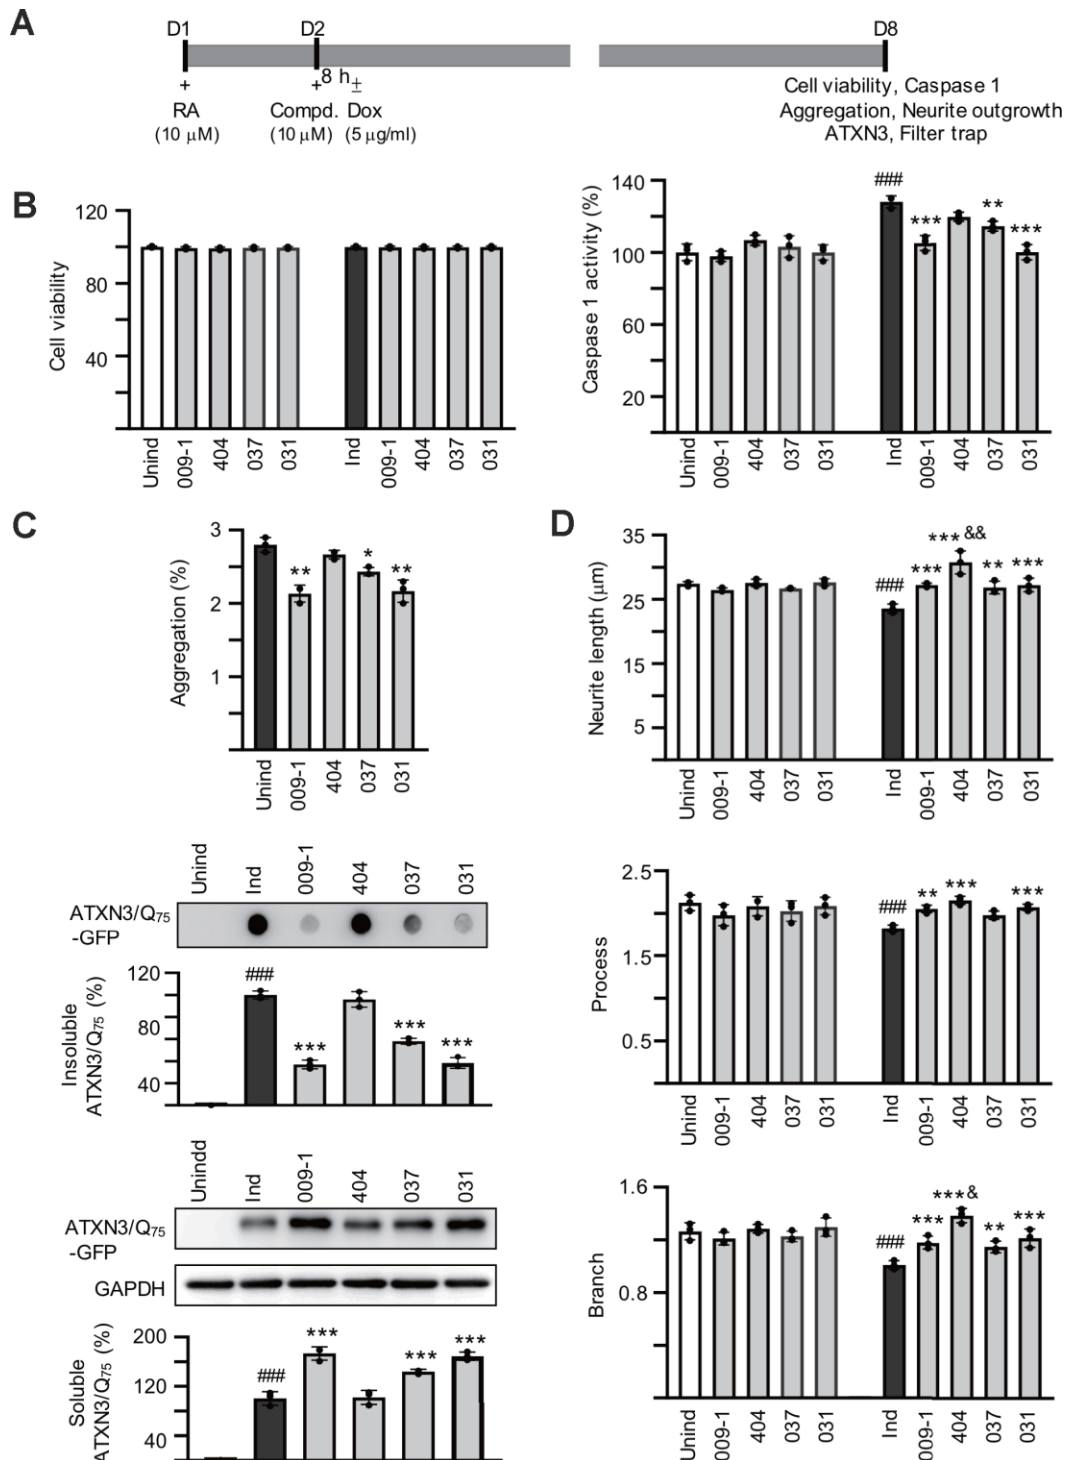 A
D1
D2
D8
+
+
8 h
±
RA
Compd.
Dox
(10 µM)
(10 µM)
(5 µg/ml)
Cell viability, Caspase 1
Aggregation, Neurite outgrowth
ATXN3, Filter trap
B
Cell viability
120
80
40
Unind
009-1
404
037
031
Ind
009-1
404
037
031
Caspase 1 activity (%)
140
100
60
20
###
***
**
***
Unind
009-1
404
037
031
Ind
009-1
404
037
031
C
Aggregation (%)
3
2
1
**
*
**
Unind
009-1
404
037
031
Unind
Ind
009-1
404
037
031
ATXN3/Q75
-GFP
Insoluble
ATXN3/Q75 (%)
120
80
40
###
***
***
***
Unindd
Ind
009-1
404
037
031
ATXN3/Q75
-GFP
GAPDH
Soluble
ATXN3/Q75 (%)
200
120
40
###
***
***
***
D
Neurite length (µm)
35
25
15
5
###
***
***&&
**
***
Unind
009-1
404
037
031
Ind
009-1
404
037
031
Process
2.5
1.5
0.5
###
**
***
***
Unind
009-1
404
037
031
Ind
009-1
404
037
031
Branch
1.6
0.8
###
***
***&
**
***
Unind
009-1
404
037
031
Ind
009-1
404
037
031